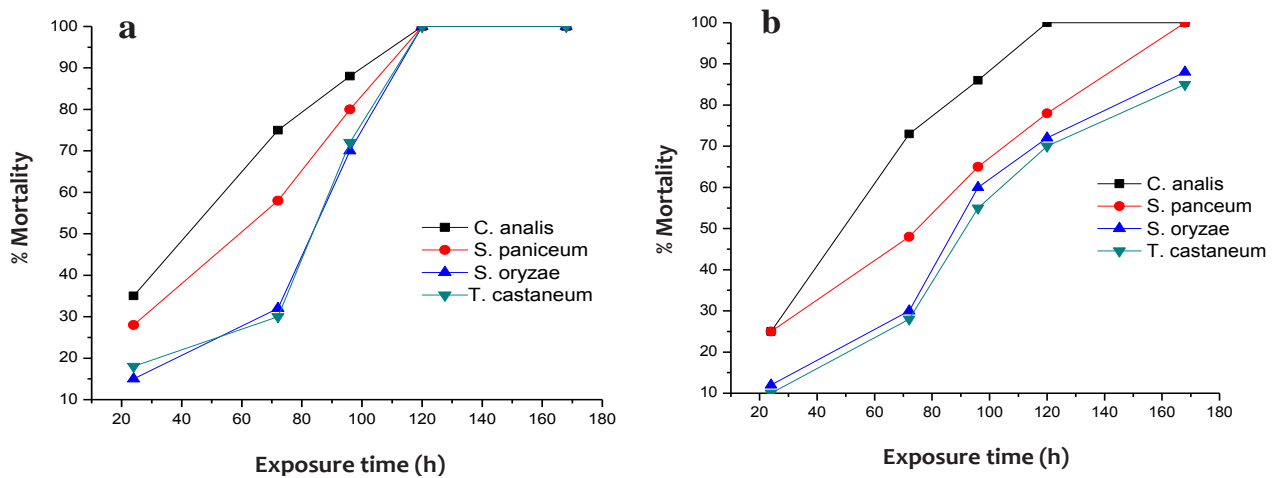 a
100
90
80
70
60
50
40
30
20
10
% Mortality
C. analis
S. paniceum
S. oryzae
T. castaneum
20 40 60 80 100 120 140 160 180
Exposure time (h)
b
100
90
80
70
60
50
40
30
20
10
% Mortality
C. analis
S. panceum
S. oryzae
T. castaneum
20 40 60 80 100 120 140 160 180
Exposure time (h)